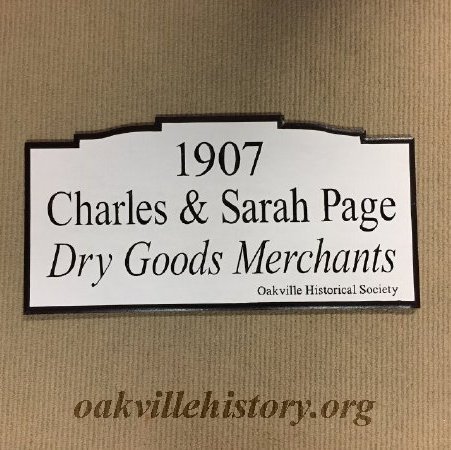 1907
Charles & Sarah Page
Dry Goods Merchants
Oakville Historical Society
oakvillehistory.org